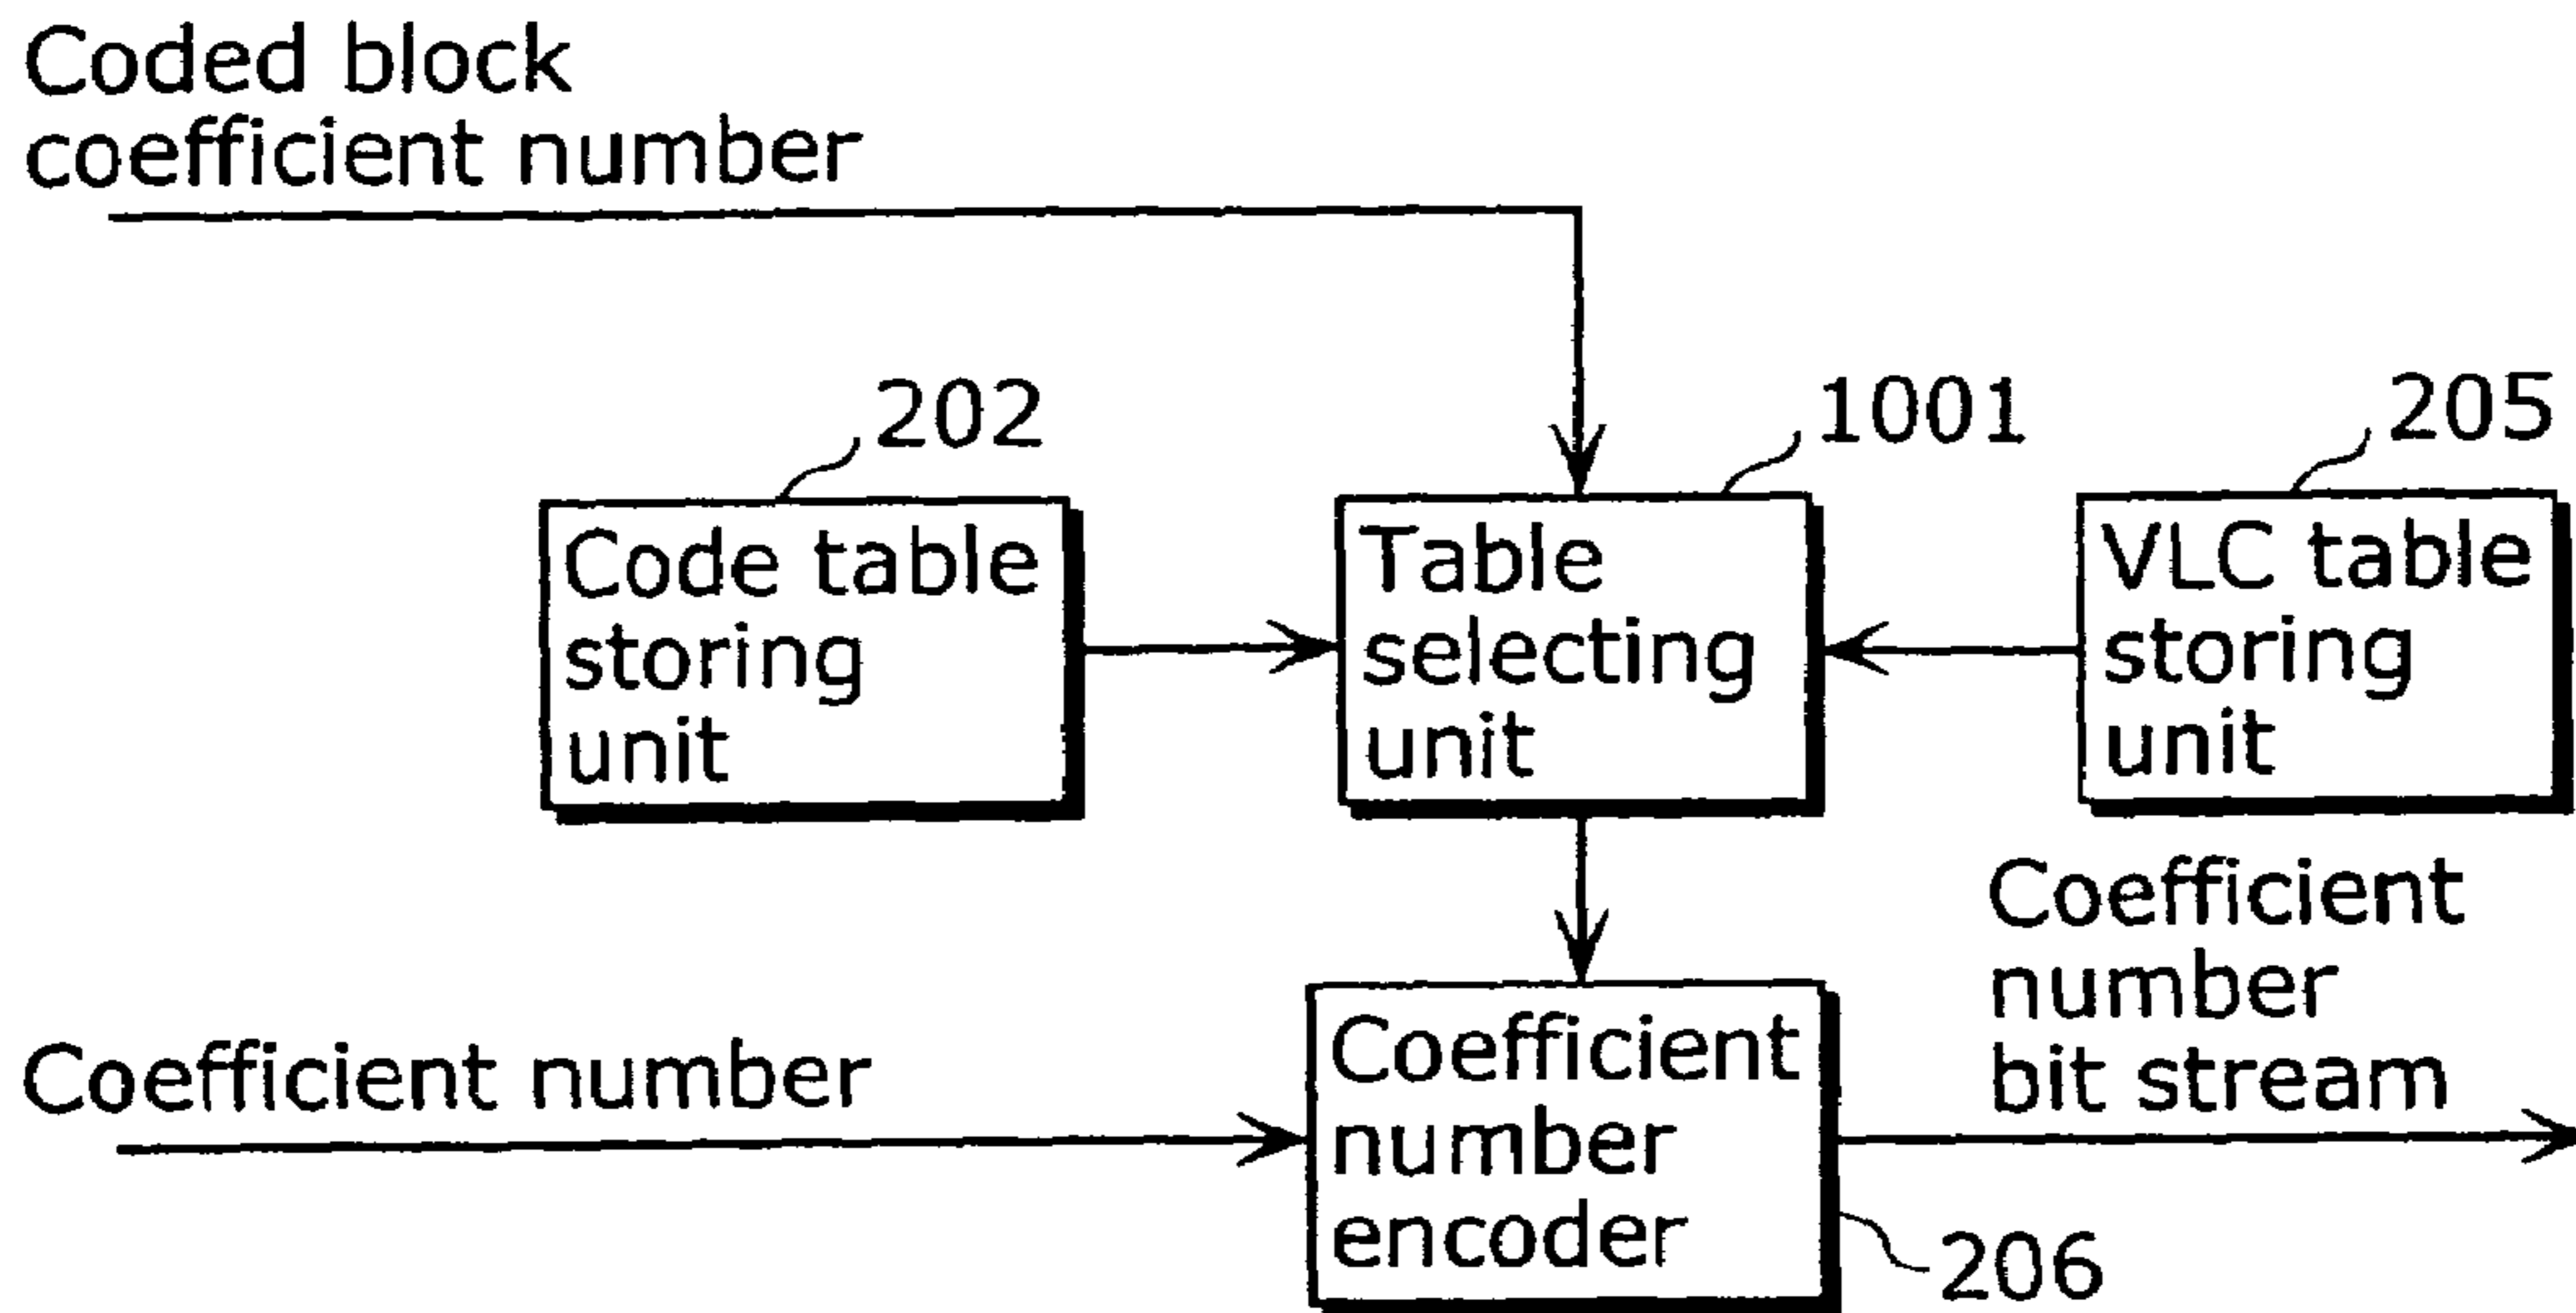 Coded block
coefficient number
202
1001
205
Code table
storing
unit
Table
selecting
unit
VLC table
storing
unit
Coefficient
number
bit stream
Coefficient number
Coefficient
number
encoder
206